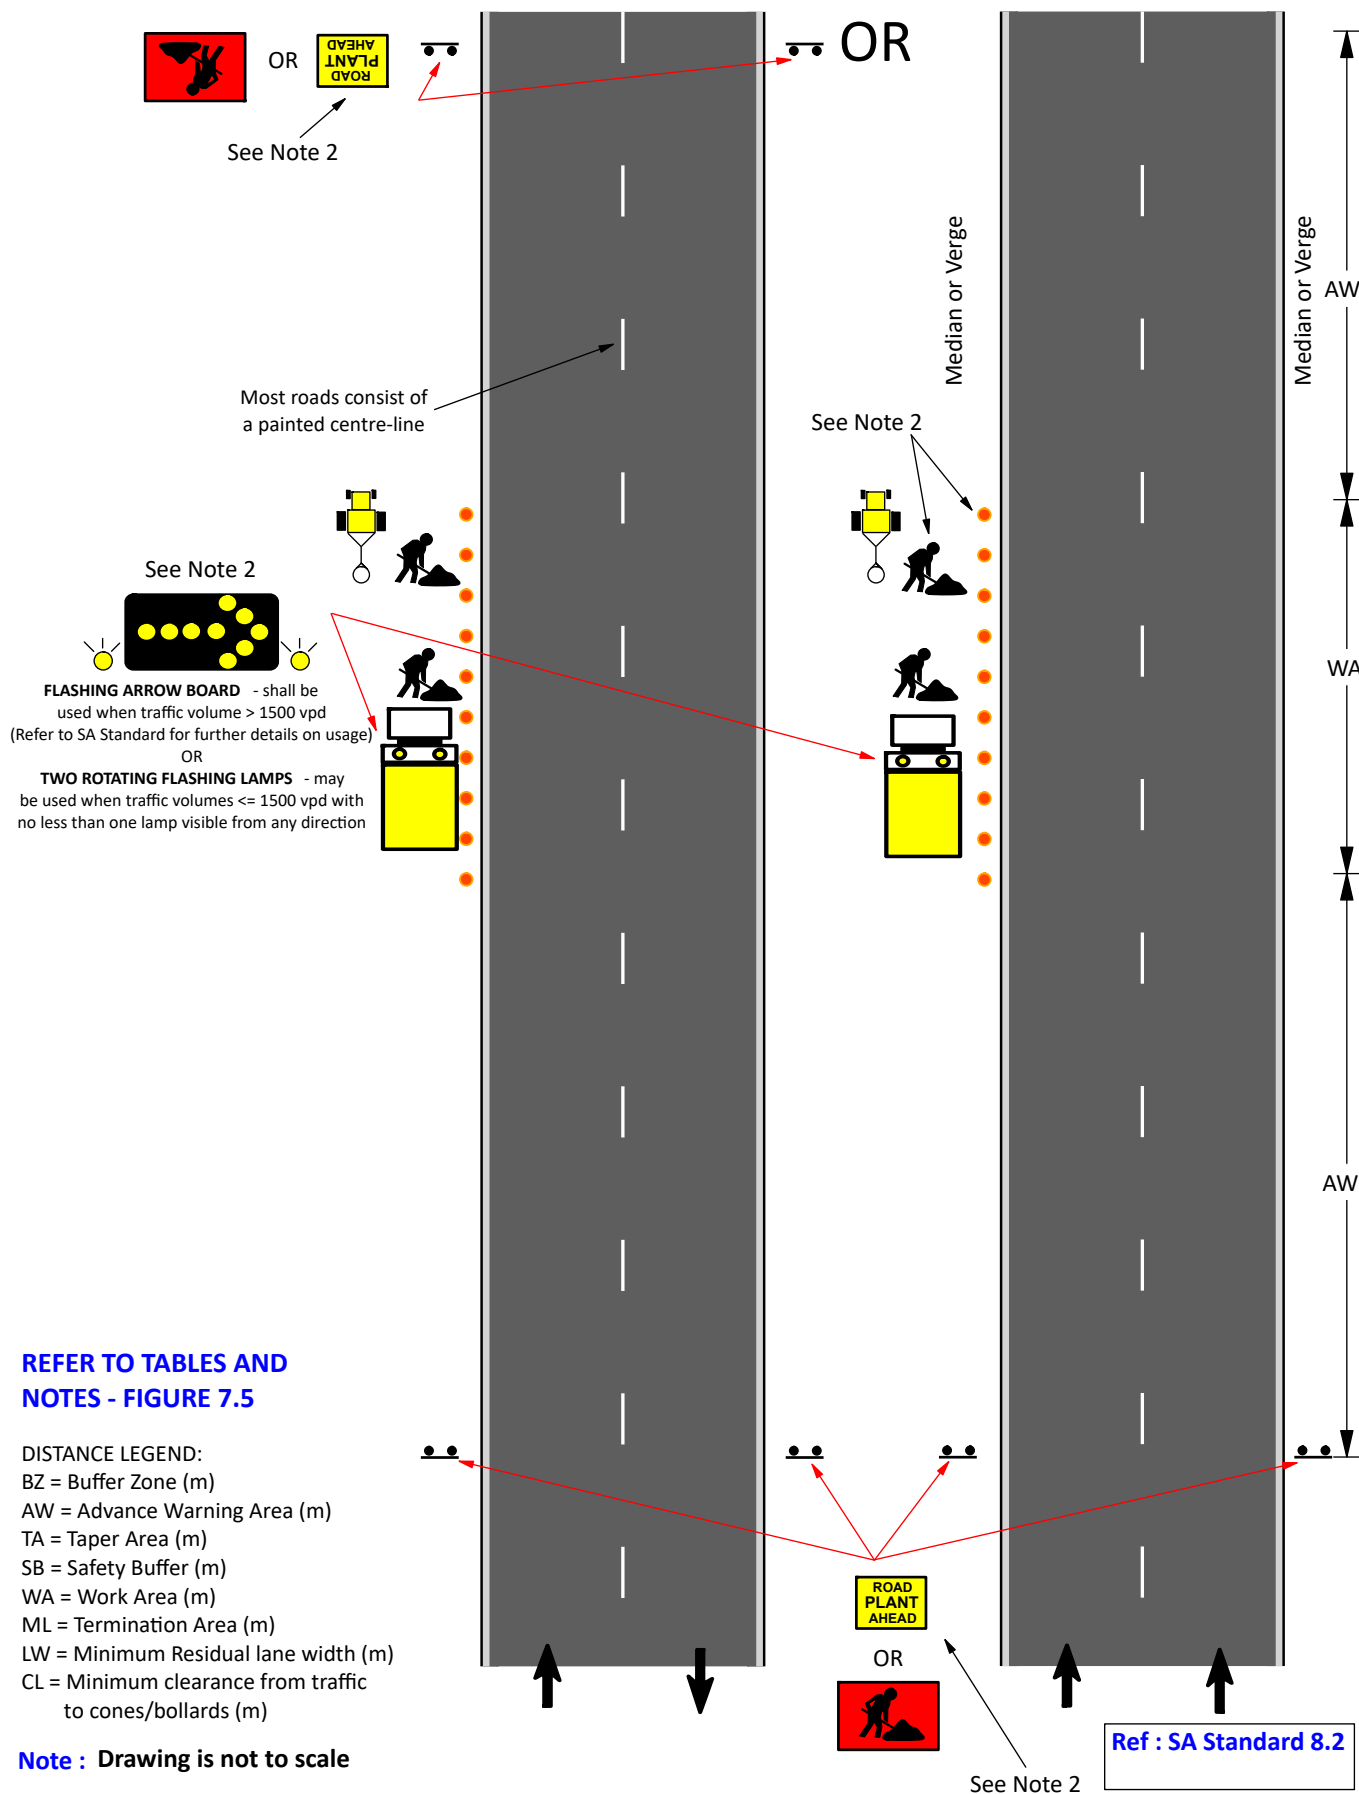 OR
ROAD
PLANT
AHEAD
OR
See Note 2
Median or Verge
Median or Verge
AW
Most roads consist of
a painted centre-line
See Note 2
See Note 2
FLASHING ARROW BOARD - shall be
used when traffic volume > 1500 vpd
(Refer to SA Standard for further details on usage)
OR
TWO ROTATING FLASHING LAMPS - may
be used when traffic volumes <= 1500 vpd with
no less than one lamp visible from any direction
WA
AW
REFER TO TABLES AND
NOTES - FIGURE 7.5
DISTANCE LEGEND:
BZ = Buffer Zone (m)
AW = Advance Warning Area (m)
TA = Taper Area (m)
SB = Safety Buffer (m)
WA = Work Area (m)
ML = Termination Area (m)
LW = Minimum Residual lane width (m)
CL = Minimum clearance from traffic
to cones/bollards (m)
Note : Drawing is not to scale
ROAD
PLANT
AHEAD
OR
See Note 2
Ref : SA Standard 8.2